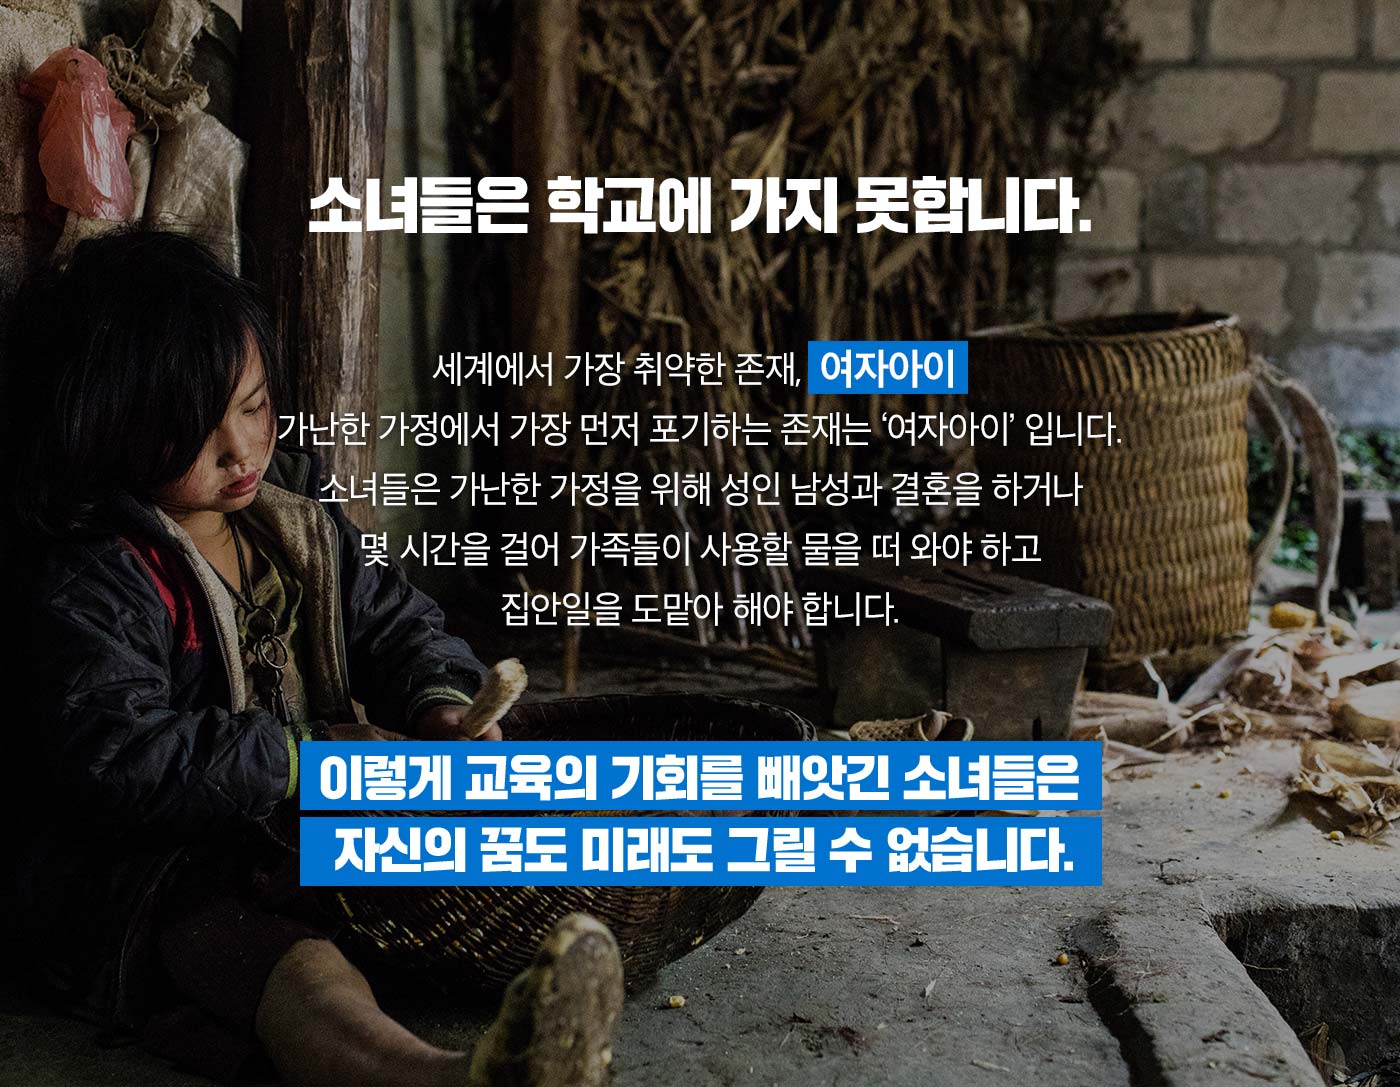 소녀들은 학교에 가지 못합니다.
세계에서 가장 취약한 존재, 여자아이
가난한 가정에서 가장 먼저 포기하는 존재는 ‘여자아이’ 입니다.
소녀들은 가난한 가정을 위해 성인 남성과 결혼을 하거나
몇 시간을 걸어 가족들이 사용할 물을 떠 와야 하고
집안일을 도맡아 해야 합니다.
이렇게 교육의 기회를 빼앗긴 소녀들은
자신의 꿈도 미래도 그릴 수 없습니다.